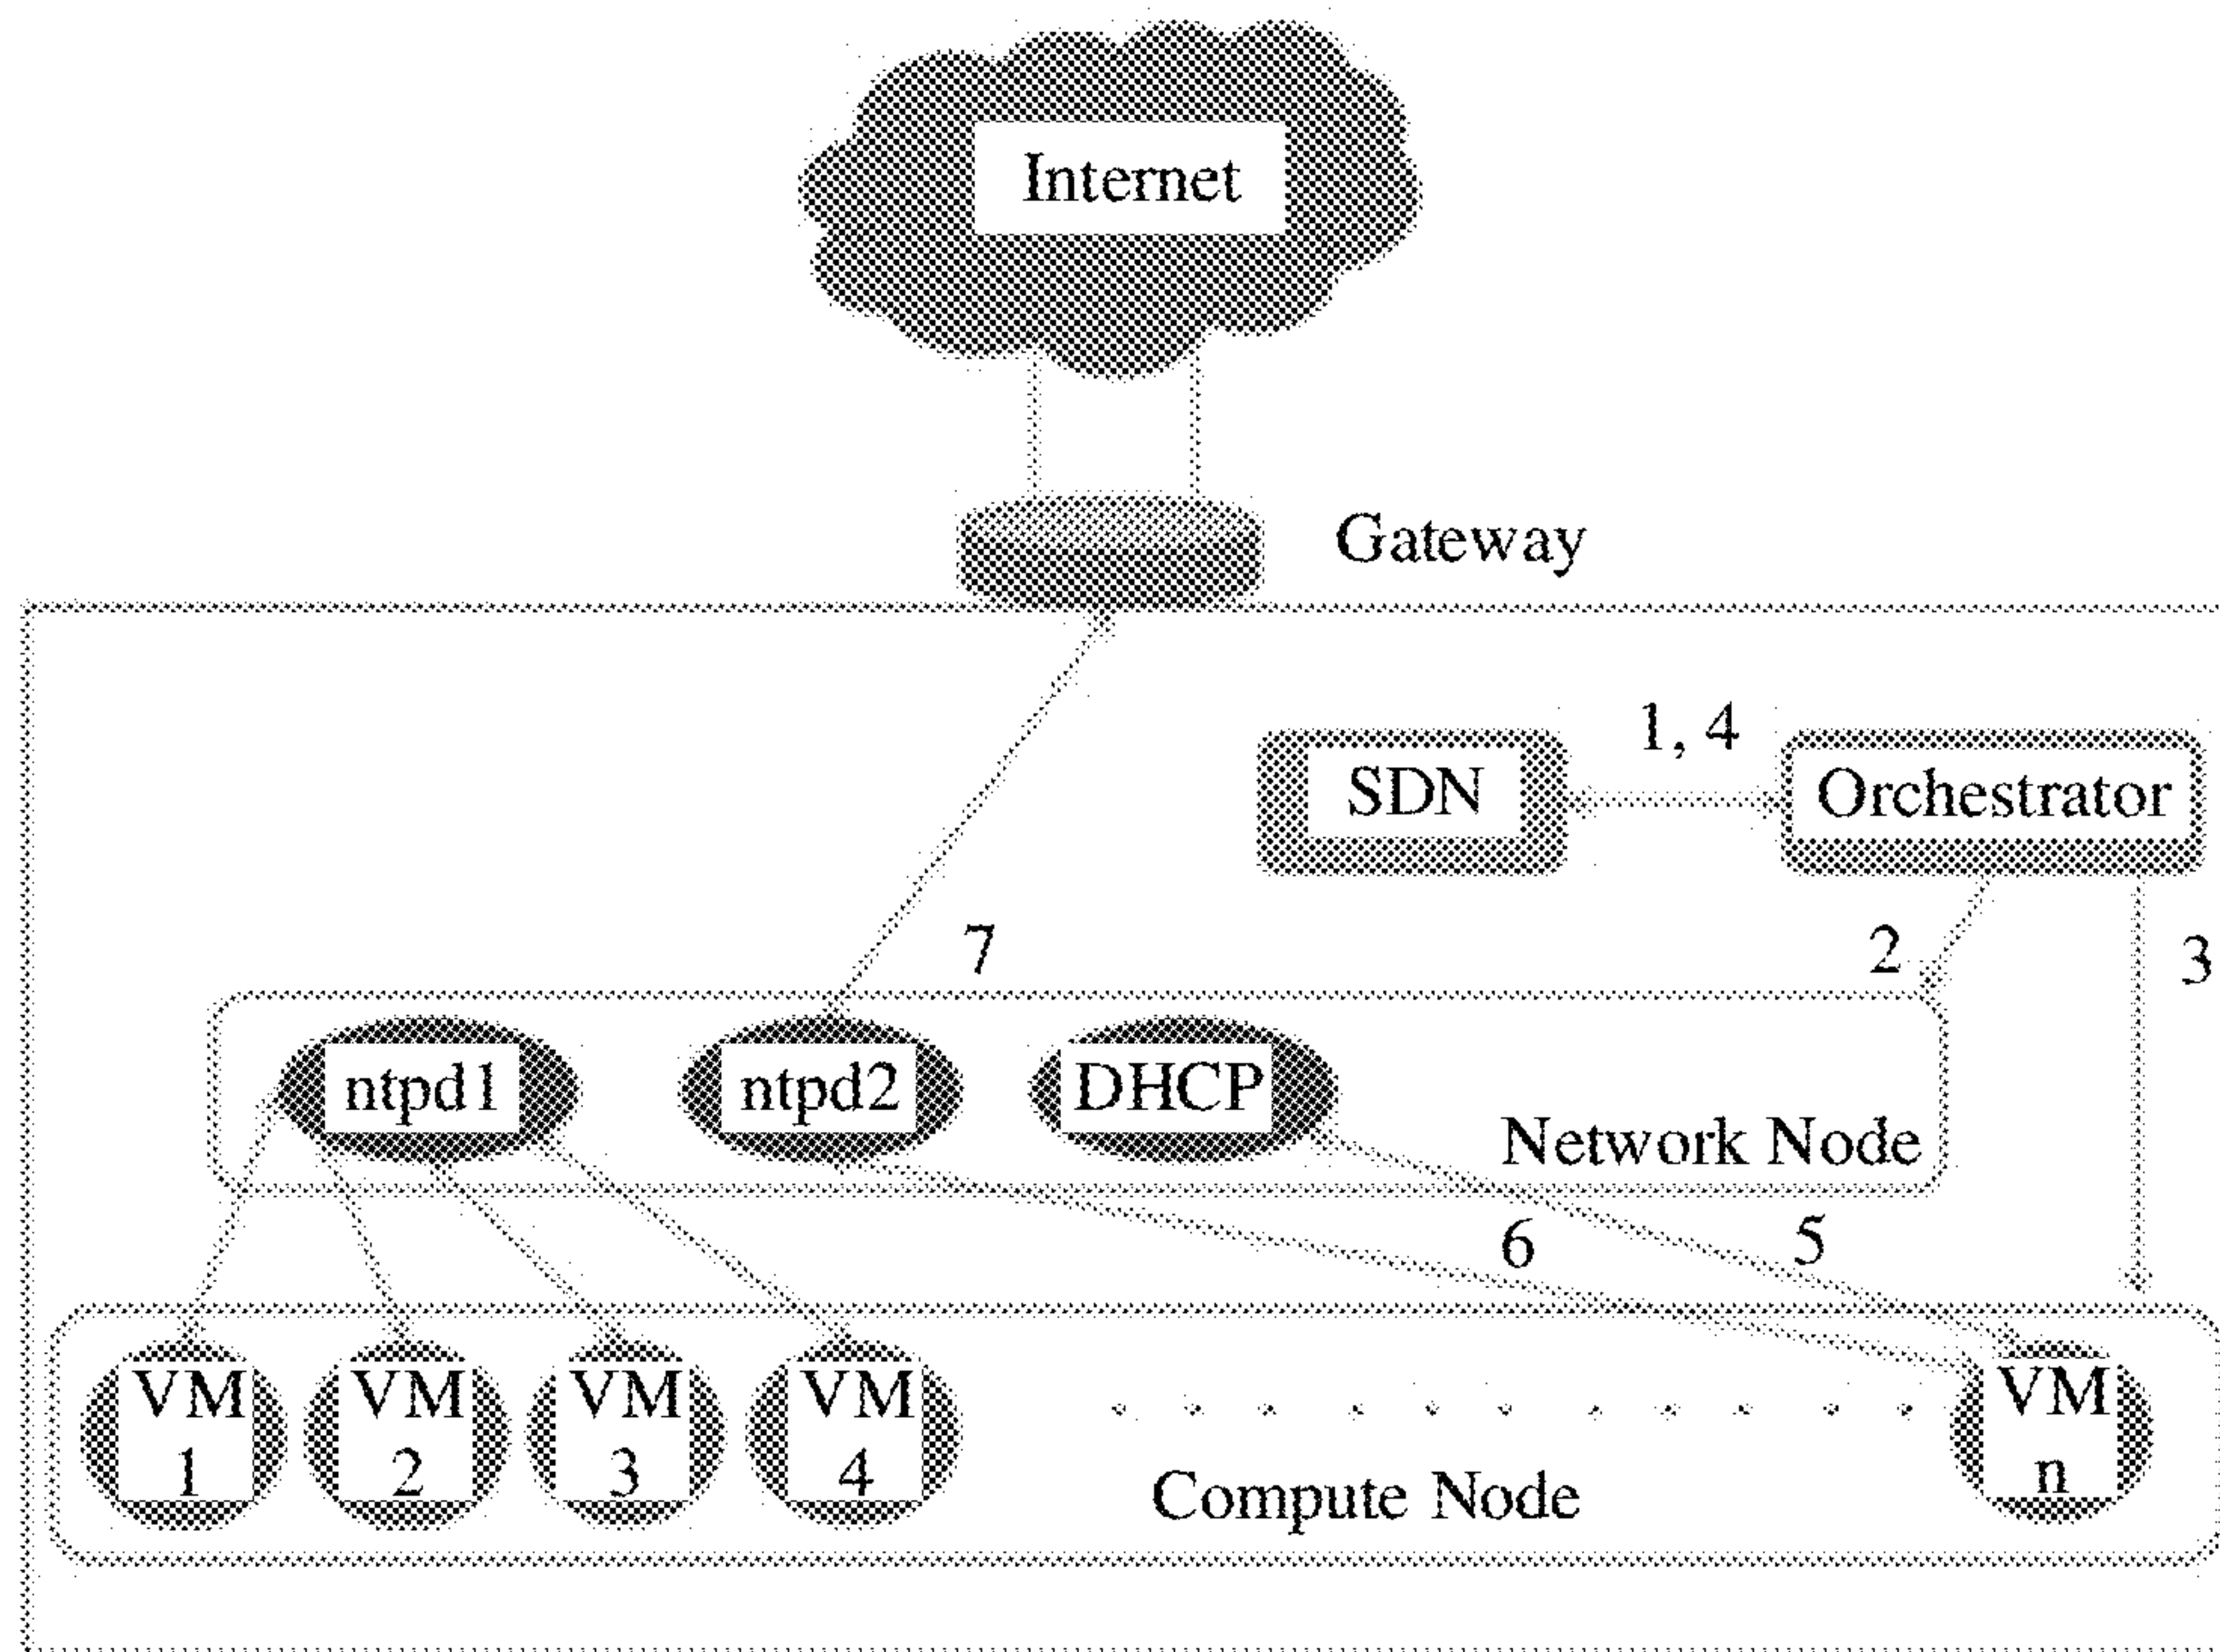 Internet
Gateway
1, 4
SDN
Orchestrator
7
2
3
ntpd1
ntpd2
DHCP
Network Node
6
5
VM
1
VM
2
VM
3
VM
4
VM
n
Compute Node